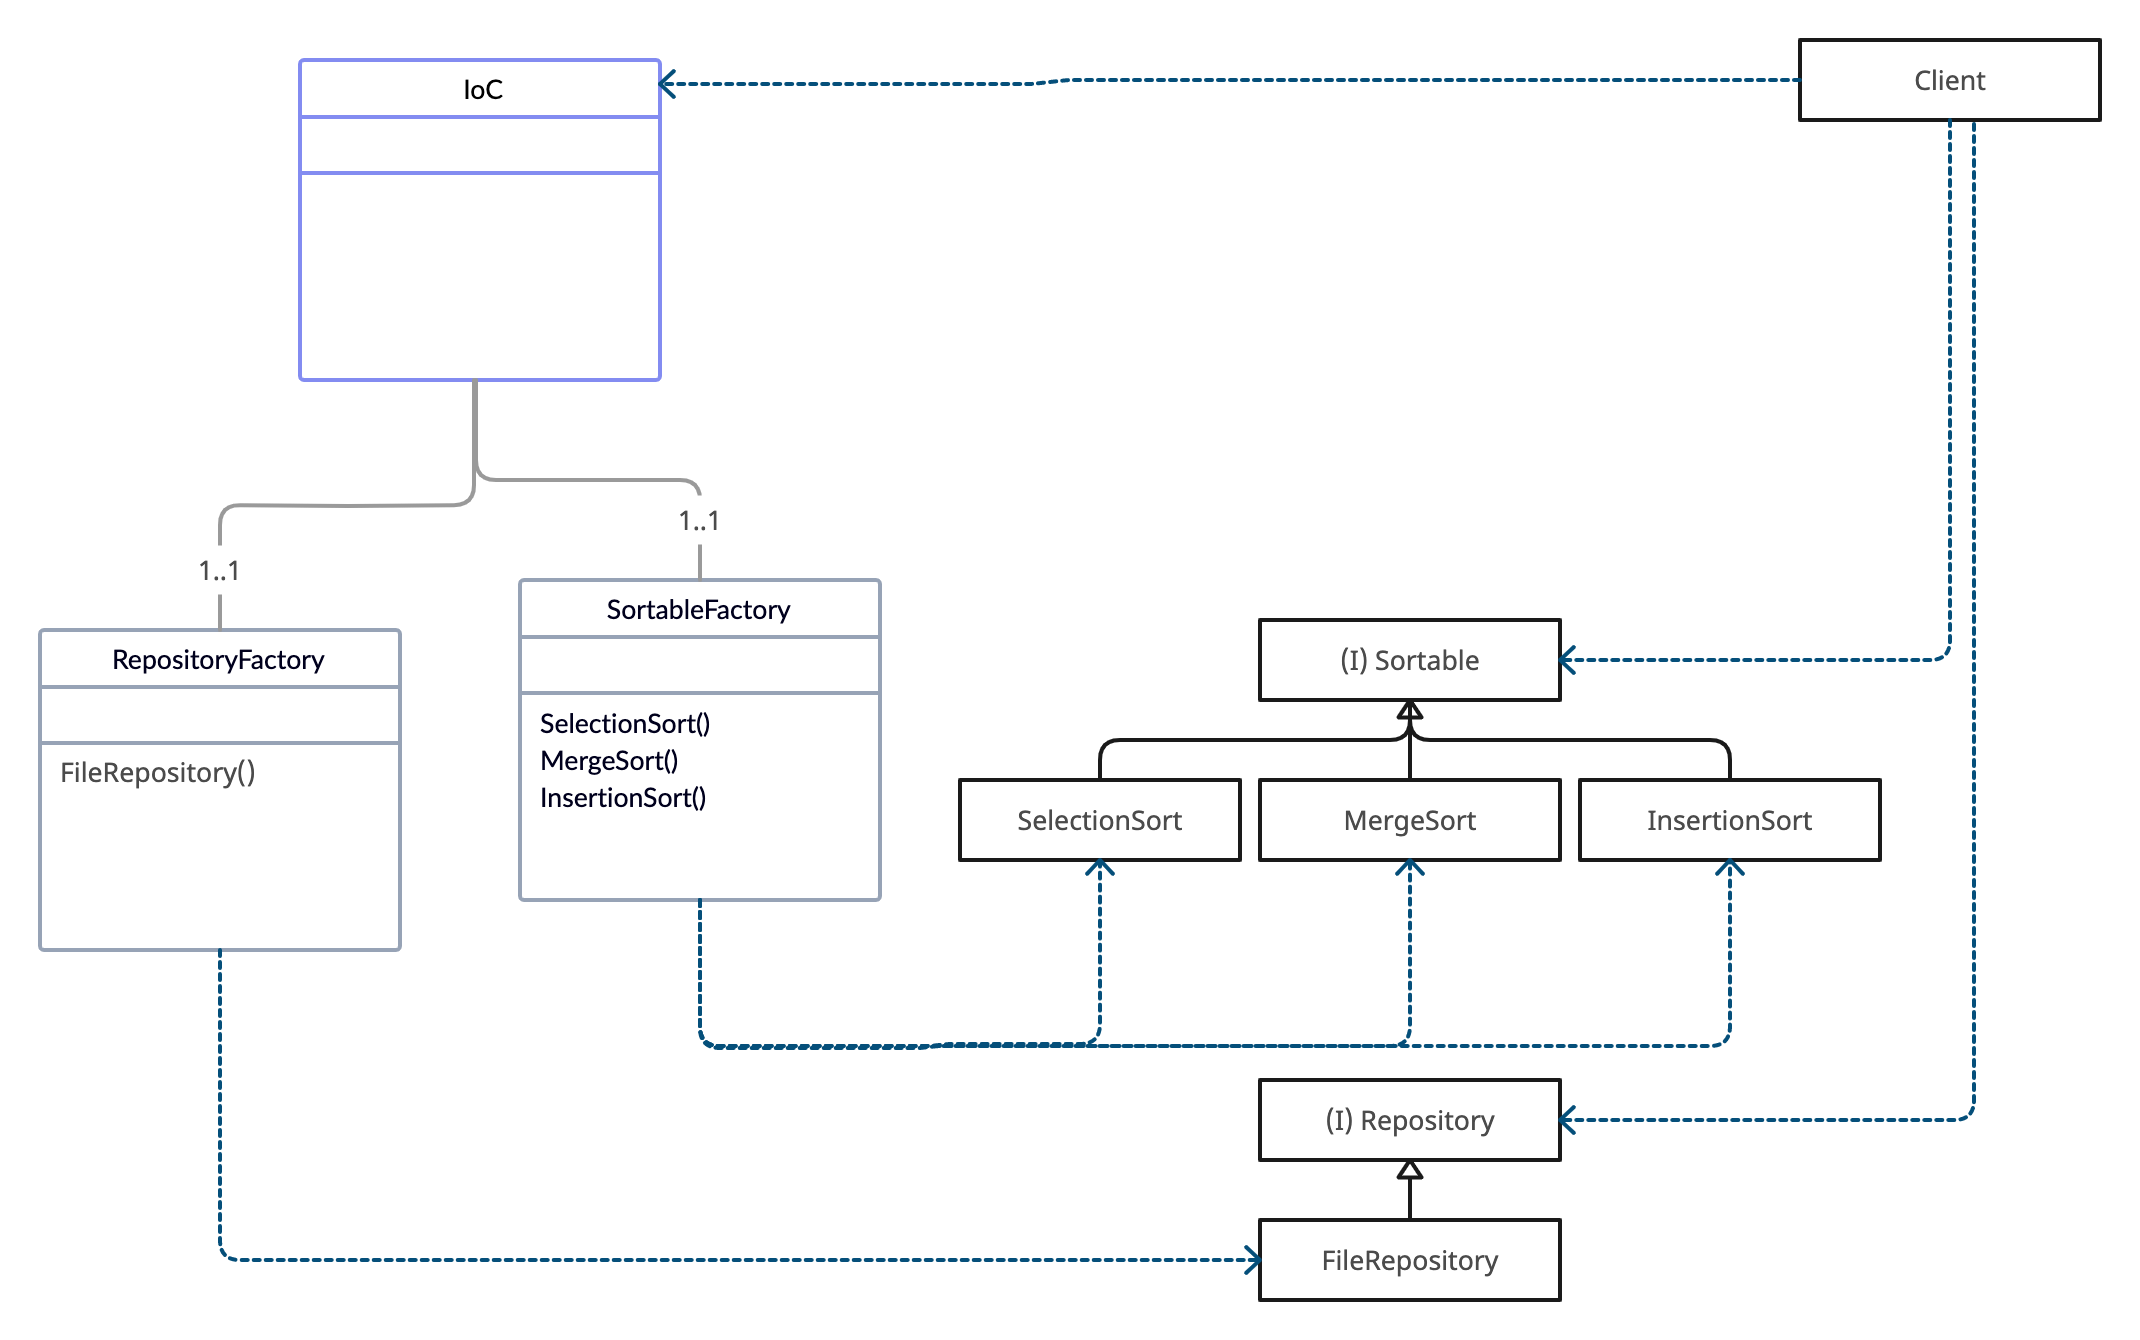 IoC
Client
1..1
1..1
SortableFactory
RepositoryFactory
(I) Sortable
SelectionSort()
MergeSort()
InsertionSort()
FileRepository()
SelectionSort
MergeSort
InsertionSort
(I) Repository
FileRepository